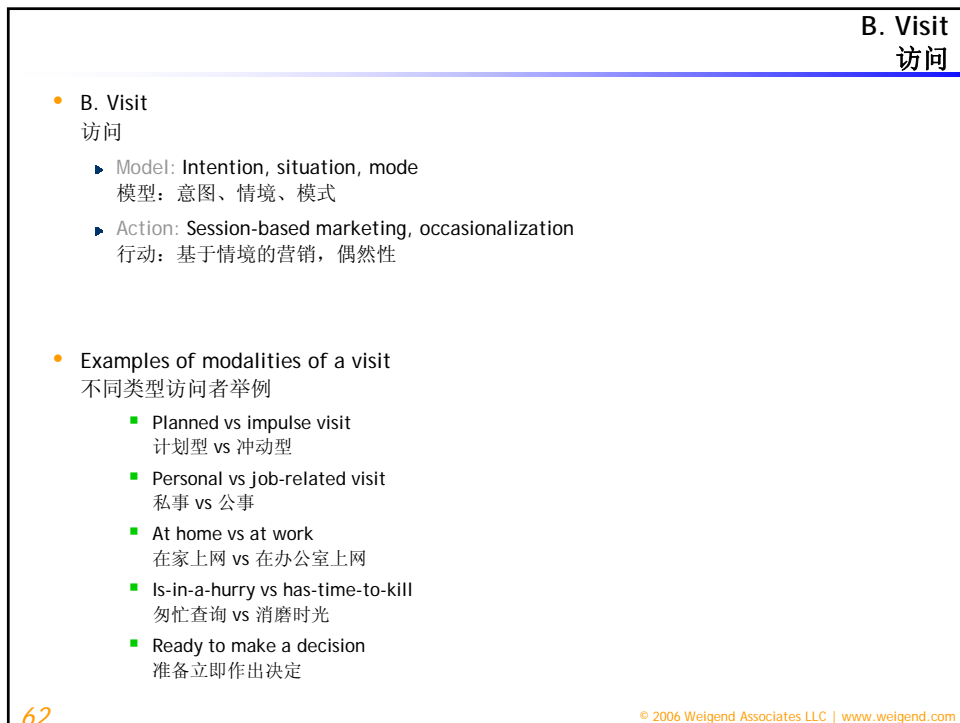 B. Visit
访问
B. Visit
访问
Model: Intention, situation, mode
模型：意图、情境、模式
Action: Session-based marketing, occasionalization
行动：基于情境的营销，偶然性
Examples of modalities of a visit
不同类型访问者举例
Planned vs impulse visit
计划型 vs 冲动型
Personal vs job-related visit
私事 vs 公事
At home vs at work
在家上网 vs 在办公室上网
Is-in-a-hurry vs has-time-to-kill
匆忙查询 vs 消磨时光
Ready to make a decision
准备立即作出决定
62
© 2006 Weigend Associates LLC | www.weigend.com